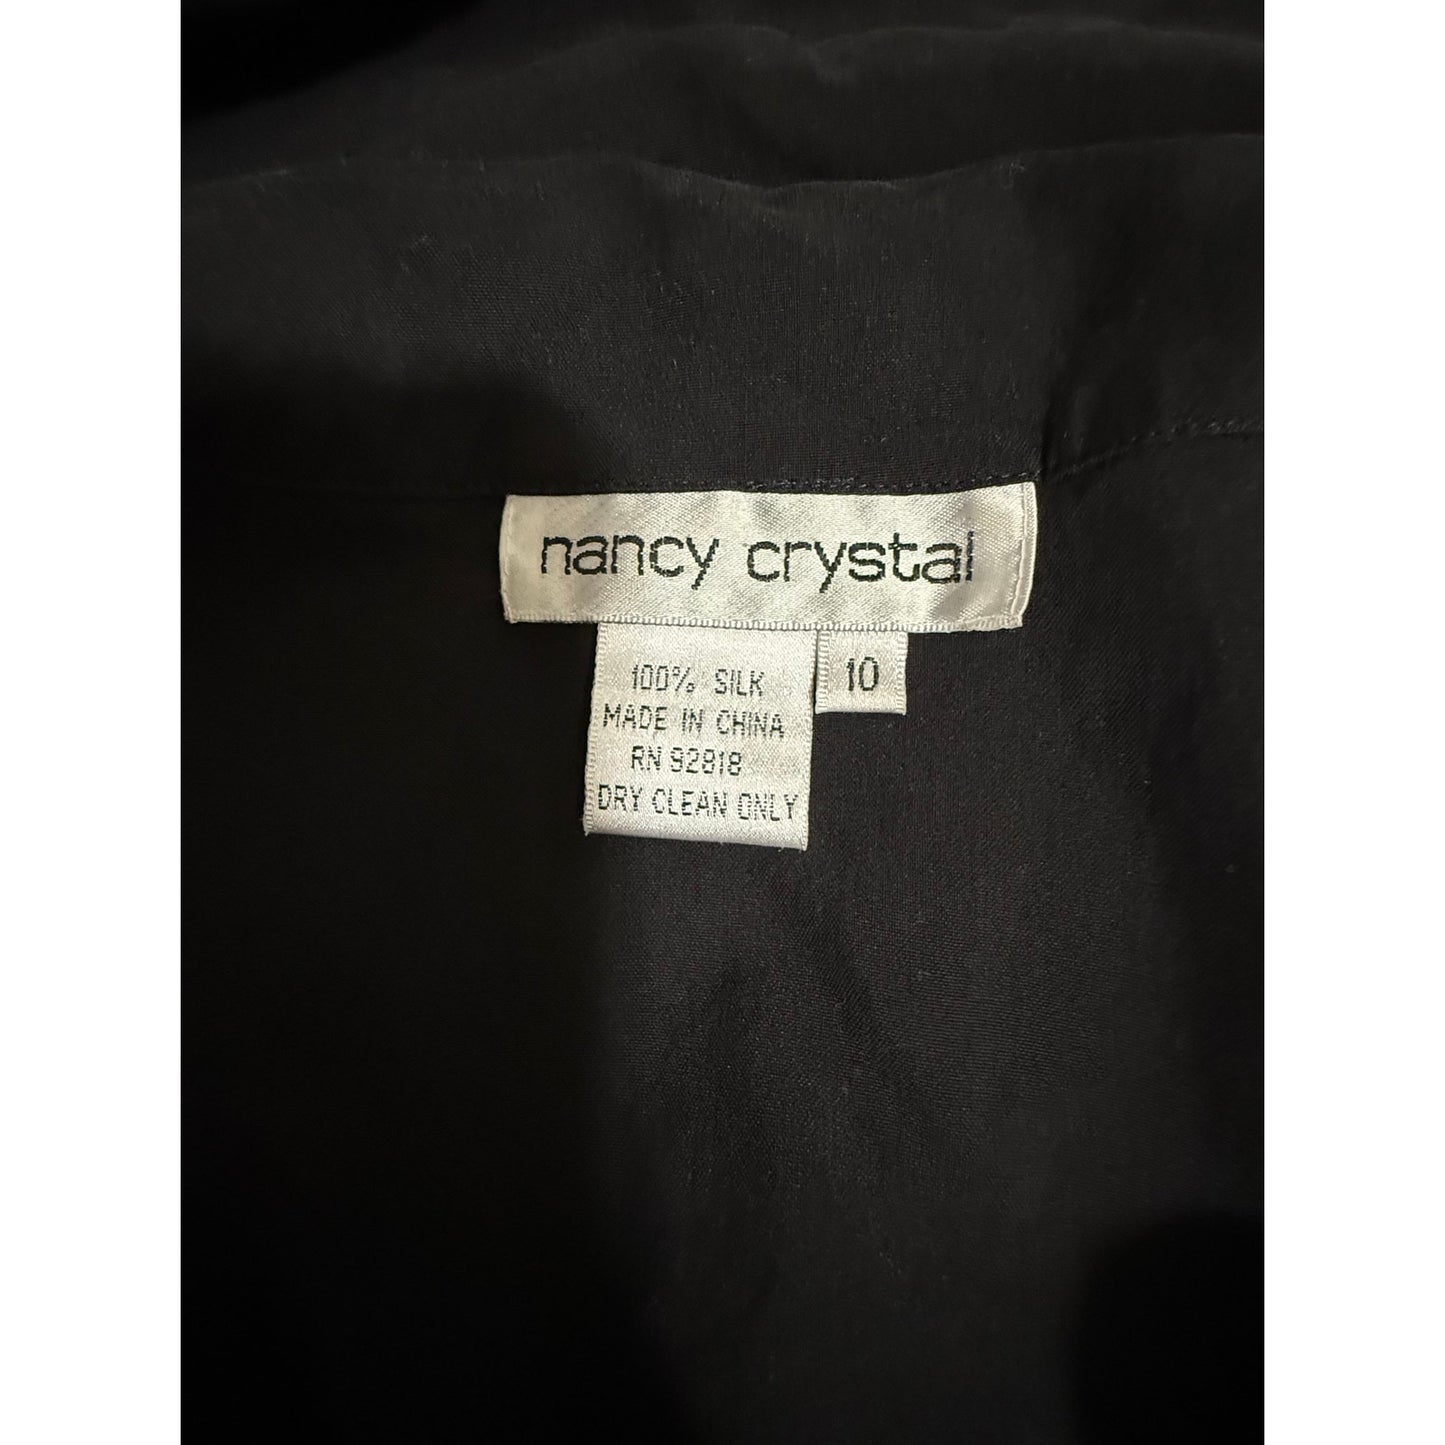 nancy crystal
10
100% SILK
MADE IN CHINA
RN 92818
DRY CLEAN ONLY